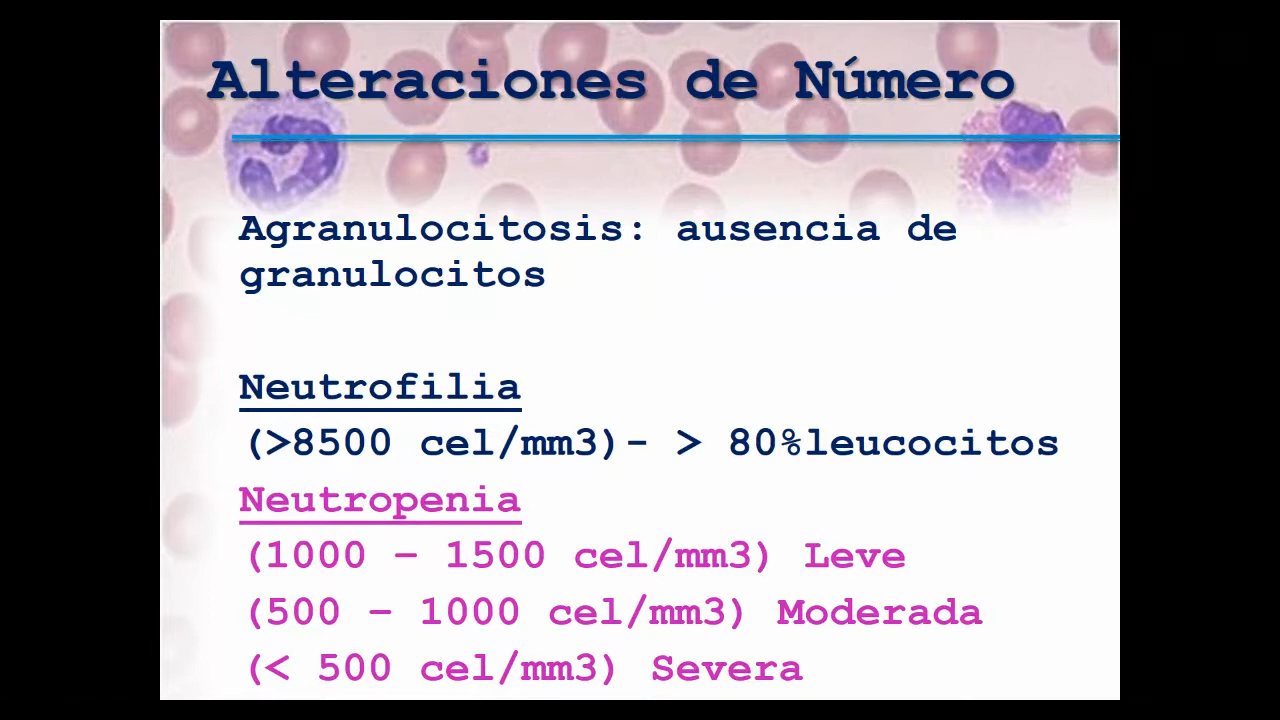 Alteraciones de Número
Agranulocitosis: ausencia de
granulocitos
Neutrofilia
(>8500 cel/mm3)- > 80%leucocitos
Neutropenia
(1000 – 1500 cel/mm3) Leve
(500 – 1000 cel/mm3) Moderada
(< 500 cel/mm3) Severa